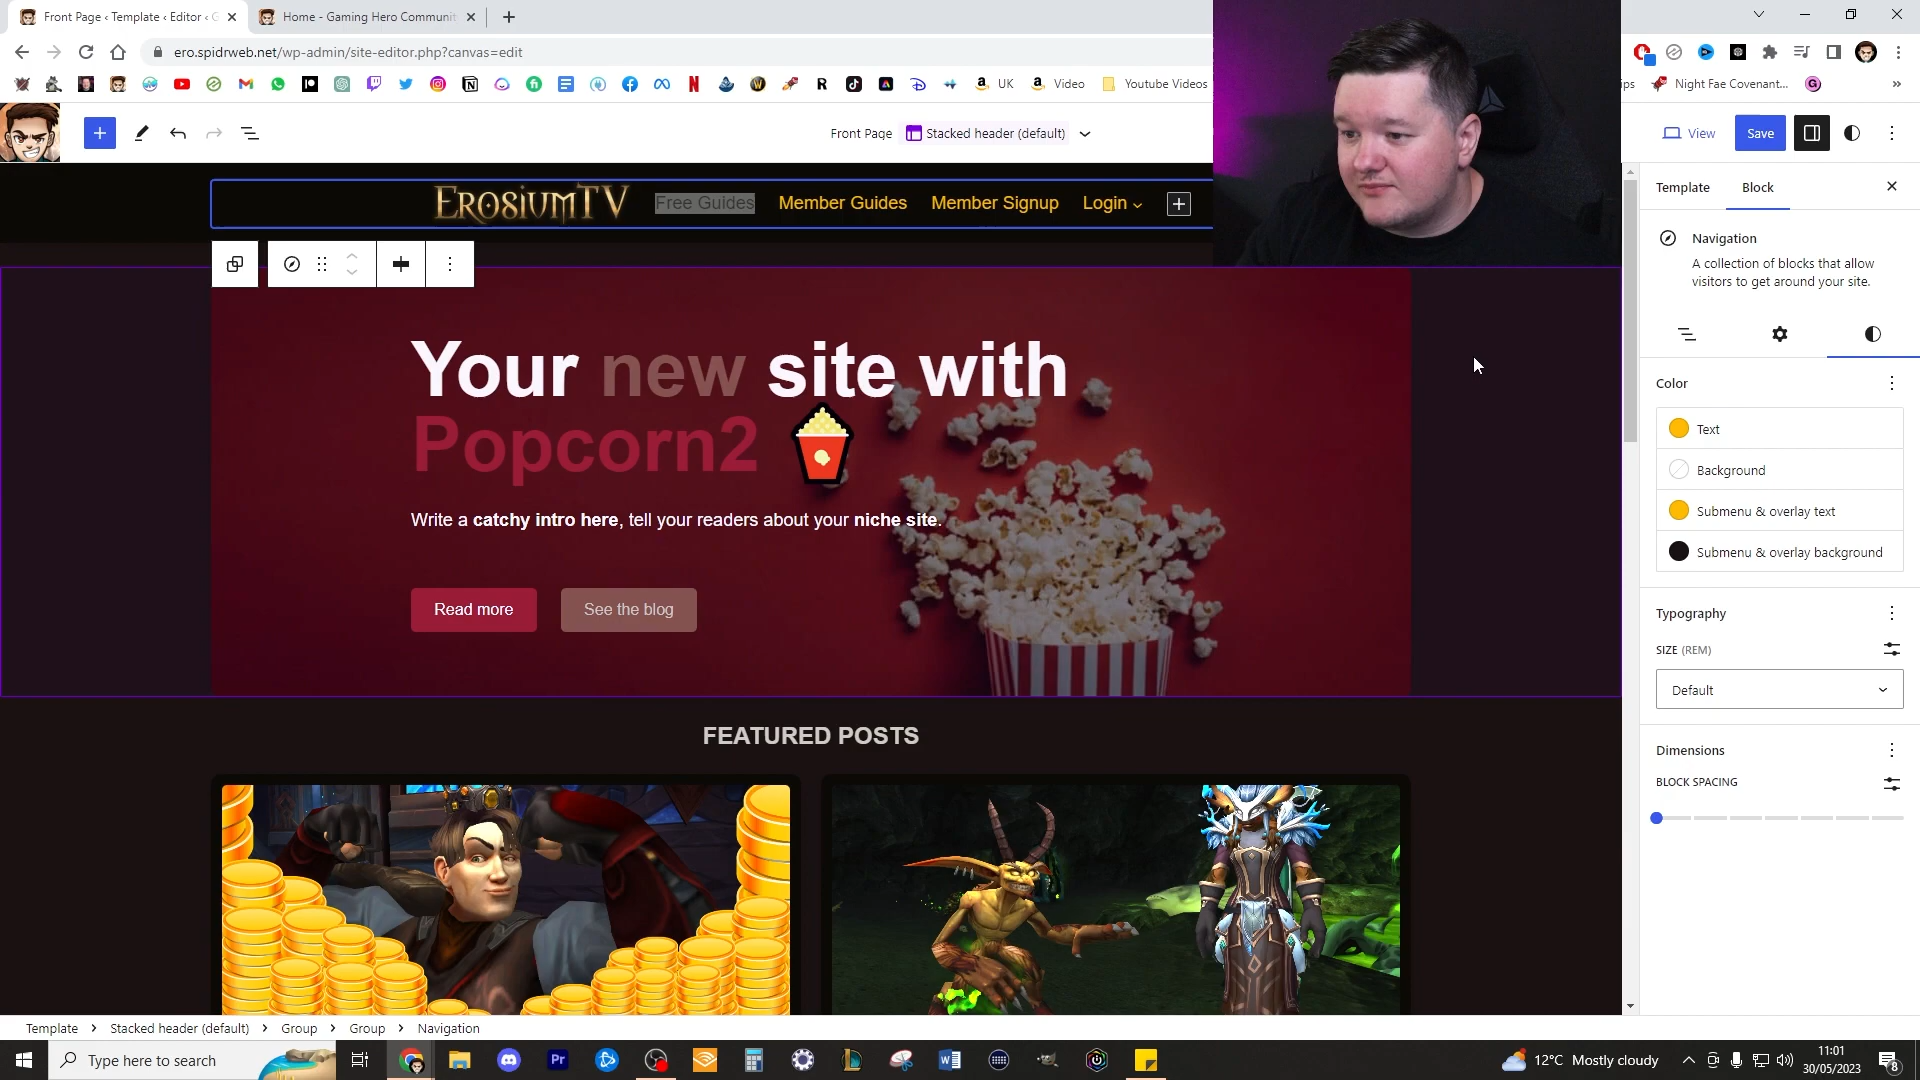 Front Page ‹ Template ‹ Editor ‹ G
Home - Gaming Hero Communit
ero.spidrweb.net/wp-admin/site-editor.php?canvas=edit
UK
Video
Youtube Videos
ps
Night Fae Covenant...
Front Page
Stacked header (default)
View
Save
EROSIUMTV
Free Guides
Member Guides
Member Signup
Login
Template
Block
Navigation
A collection of blocks that allow
visitors to get around your site.
Your new site with
Popcorn2
Write a catchy intro here, tell your readers about your niche site.
Read more
See the blog
Color
Text
Background
Submenu & overlay text
Submenu & overlay background
Typography
SIZE (REM)
Default
Dimensions
BLOCK SPACING
FEATURED POSTS
Template > Stacked header (default) > Group > Group > Navigation
Type here to search
12°C Mostly cloudy
11:01
30/05/2023
8